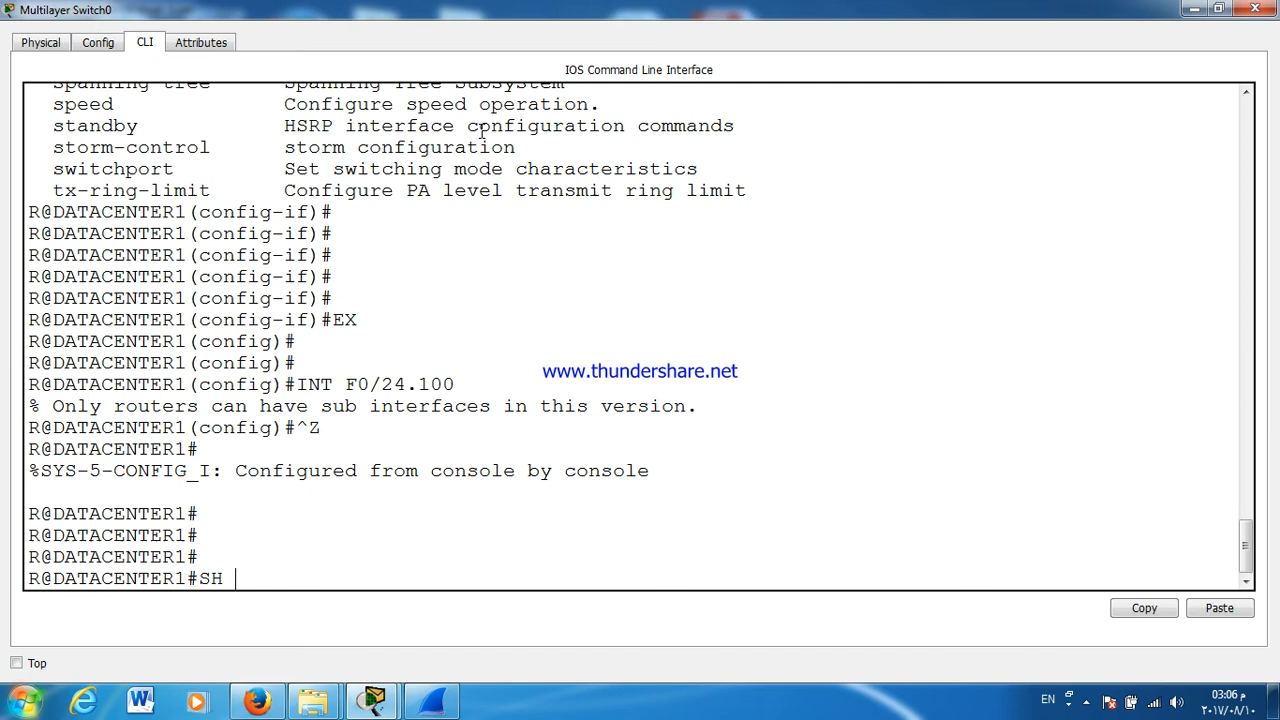 Multilayer Switch0
Physical Config CLI Attributes
IOS Command Line Interface
spanning-tree Spanning Tree Subsystem
speed Configure speed operation.
standby HSRP interface configuration commands
storm-control storm configuration
switchport Set switching mode characteristics
tx-ring-limit Configure PA level transmit ring limit
R@DATACENTER1(config-if)#
R@DATACENTER1(config-if)#
R@DATACENTER1(config-if)#
R@DATACENTER1(config-if)#
R@DATACENTER1(config-if)#
R@DATACENTER1(config-if)#EX
R@DATACENTER1(config)#
R@DATACENTER1(config)#
www.thundershare.net
R@DATACENTER1(config)#INT F0/24.100
% Only routers can have sub interfaces in this version.
R@DATACENTER1(config)#^Z
R@DATACENTER1#
%SYS-5-CONFIG_I: Configured from console by console
R@DATACENTER1#
R@DATACENTER1#
R@DATACENTER1#
R@DATACENTER1#SH
Copy Paste
Top
EN
03:06 م
٢٠١٧/٠٨/١٠